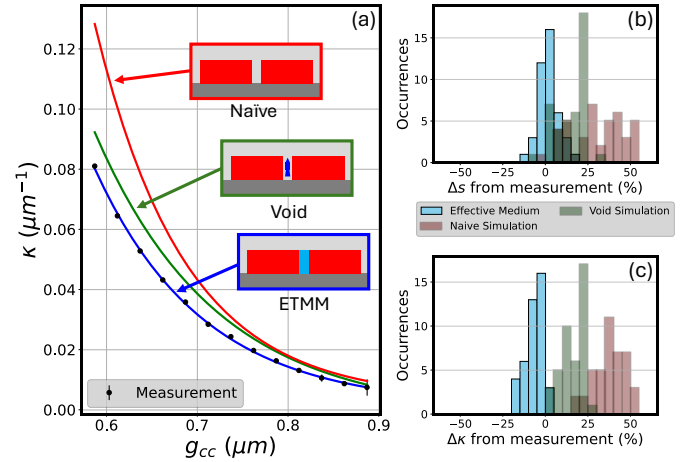 (a)
Naïve
Void
ETMM
Measurement
κ (μm⁻¹)
0.12
0.10
0.08
0.06
0.04
0.02
0.00
0.6 0.7 0.8 0.9
g_cc (μm)
(b)
Occurrences
15
10
5
0
−50 −25 0 25 50
Δs from measurement (%)
Effective Medium Void Simulation
Naive Simulation
(c)
Occurrences
15
10
5
0
−50 −25 0 25 50
Δκ from measurement (%)